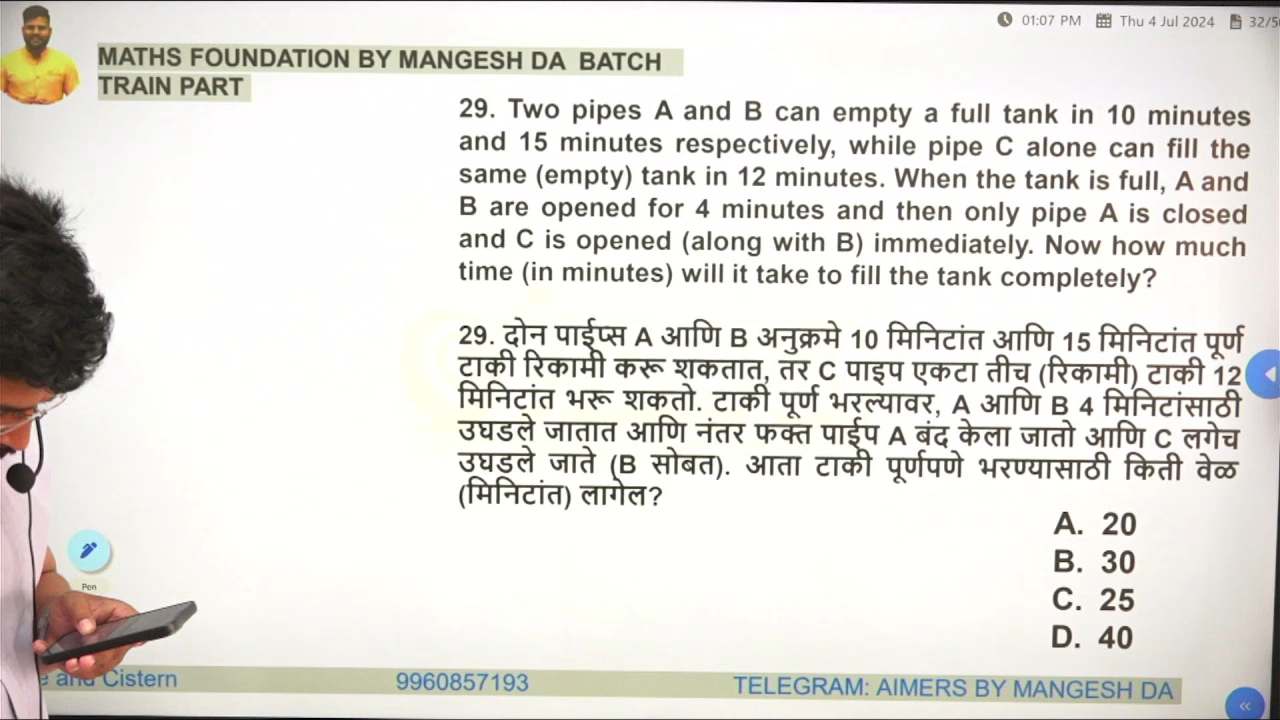 01:07 PM Thu 4 Jul 2024 32/5
MATHS FOUNDATION BY MANGESH DA BATCH
TRAIN PART
29. Two pipes A and B can empty a full tank in 10 minutes
and 15 minutes respectively, while pipe C alone can fill the
same (empty) tank in 12 minutes. When the tank is full, A and
B are opened for 4 minutes and then only pipe A is closed
and C is opened (along with B) immediately. Now how much
time (in minutes) will it take to fill the tank completely?
29. दोन पाईप्स A आणि B अनुक्रमे 10 मिनिटांत आणि 15 मिनिटांत पूर्ण
टाकी रिकामी करू शकतात, तर C पाइप एकटा तीच (रिकामी) टाकी 12
मिनिटांत भरू शकतो. टाकी पूर्ण भरल्यावर, A आणि B 4 मिनिटांसाठी
उघडले जातात आणि नंतर फक्त पाईप A बंद केला जातो आणि C लगेच
उघडले जाते (B सोबत). आता टाकी पूर्णपणे भरण्यासाठी किती वेळ
(मिनिटांत) लागेल?
A. 20
B. 30
C. 25
D. 40
Pen
and Cistern 9960857193 TELEGRAM: AIMERS BY MANGESH DA